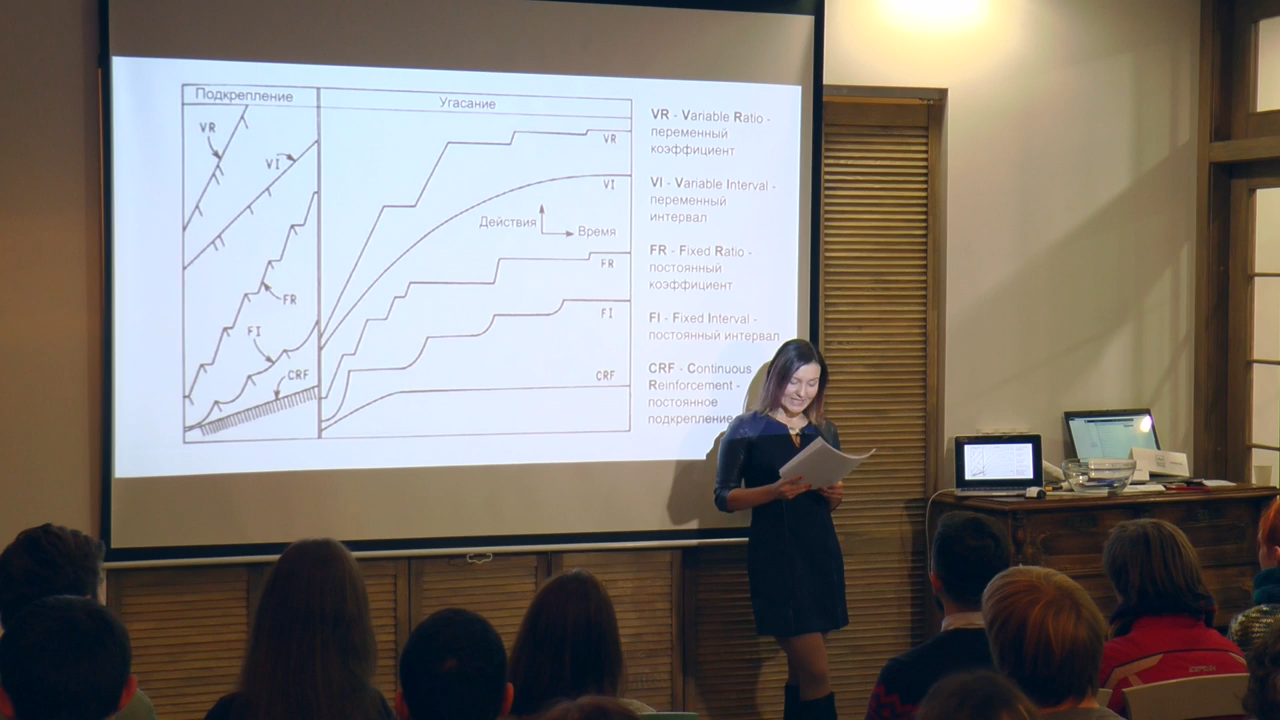 Подкрепление
Угасание
VR
VI
FR
FI
CRF
VR
VI
Действия
Время
FR
FI
CRF
VR - Variable Ratio -
переменный
коэффициент
VI - Variable Interval -
переменный
интервал
FR - Fixed Ratio -
постоянный
коэффициент
FI - Fixed Interval -
постоянный интервал
CRF - Continuous
Reinforcement -
постоянное
подкрепление